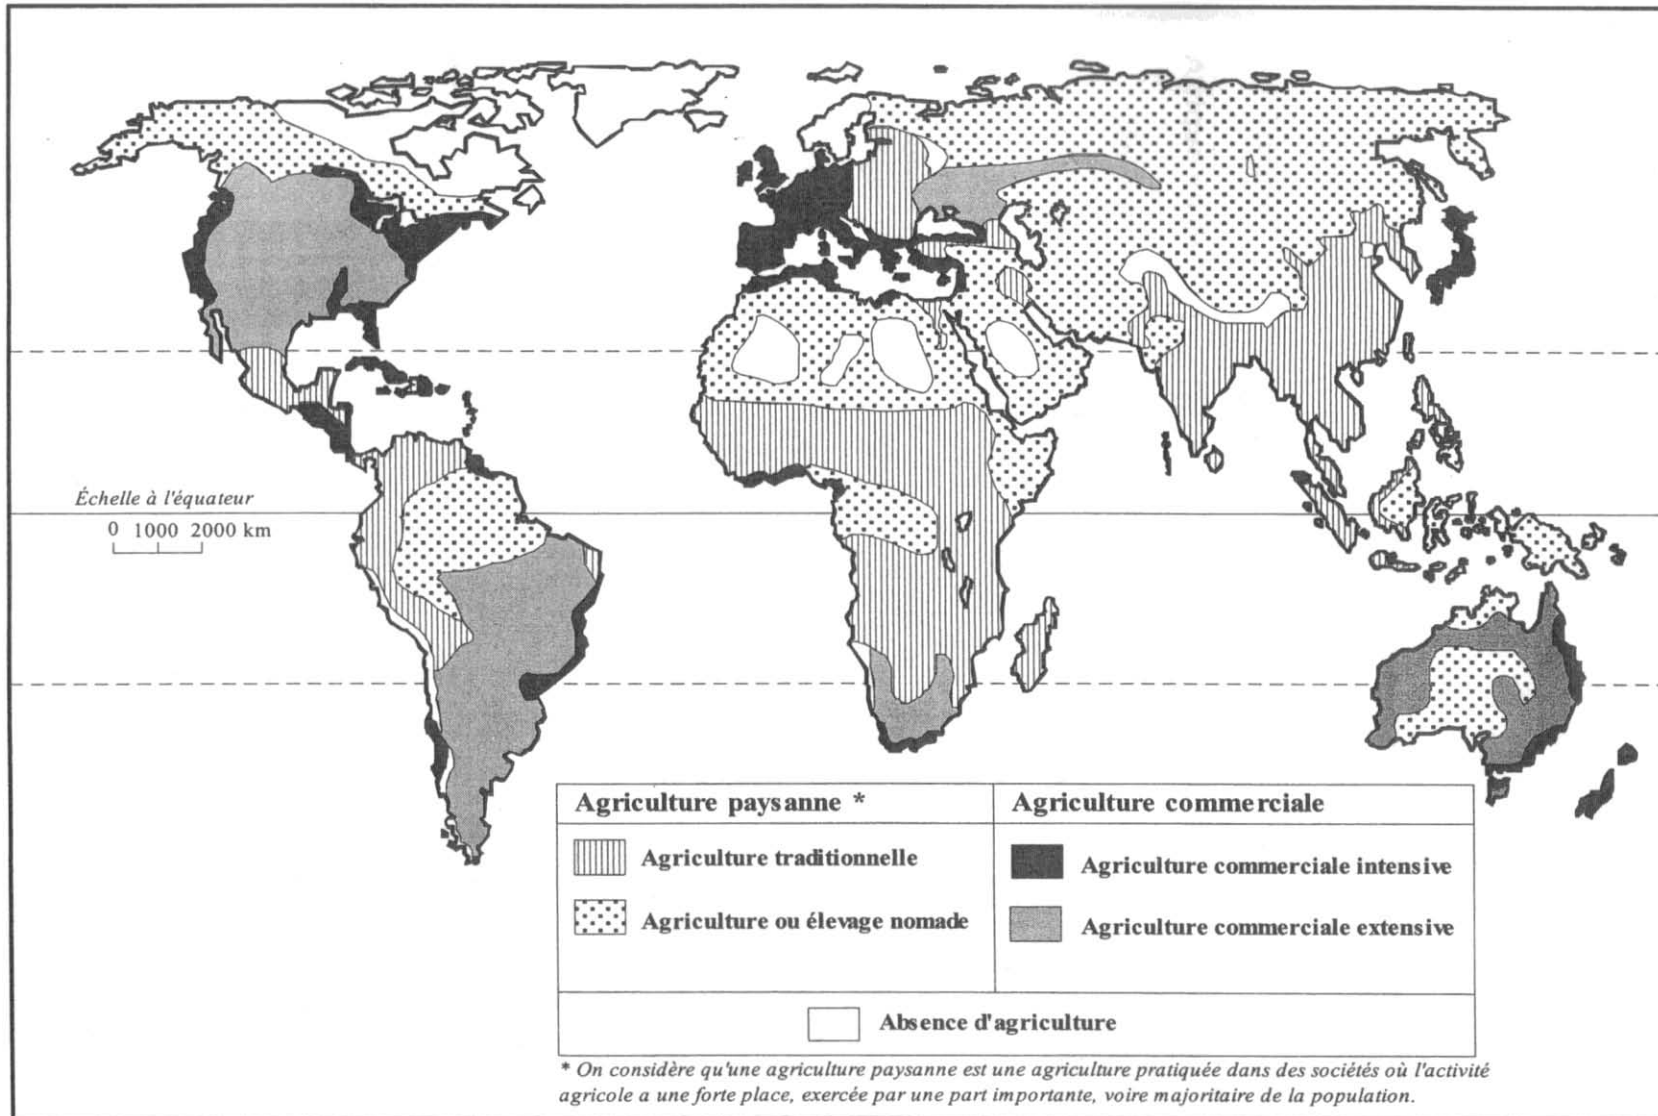 Échelle à l'équateur
0 1000 2000 km
Agriculture paysanne *
Agriculture commerciale
Agriculture traditionnelle
Agriculture commerciale intensive
Agriculture ou élevage nomade
Agriculture commerciale extensive
Absence d'agriculture
* On considère qu'une agriculture paysanne est une agriculture pratiquée dans des sociétés où l'activité
agricole a une forte place, exercée par une part importante, voire majoritaire de la population.